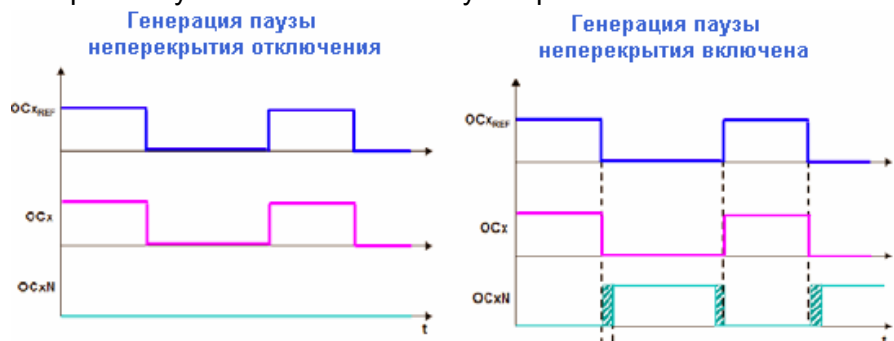 Генерация паузы
неперекрытия отключения
OCxREF
OCx
OCxN
t
Генерация паузы
неперекрытия включена
OCxREF
OCx
OCxN
t